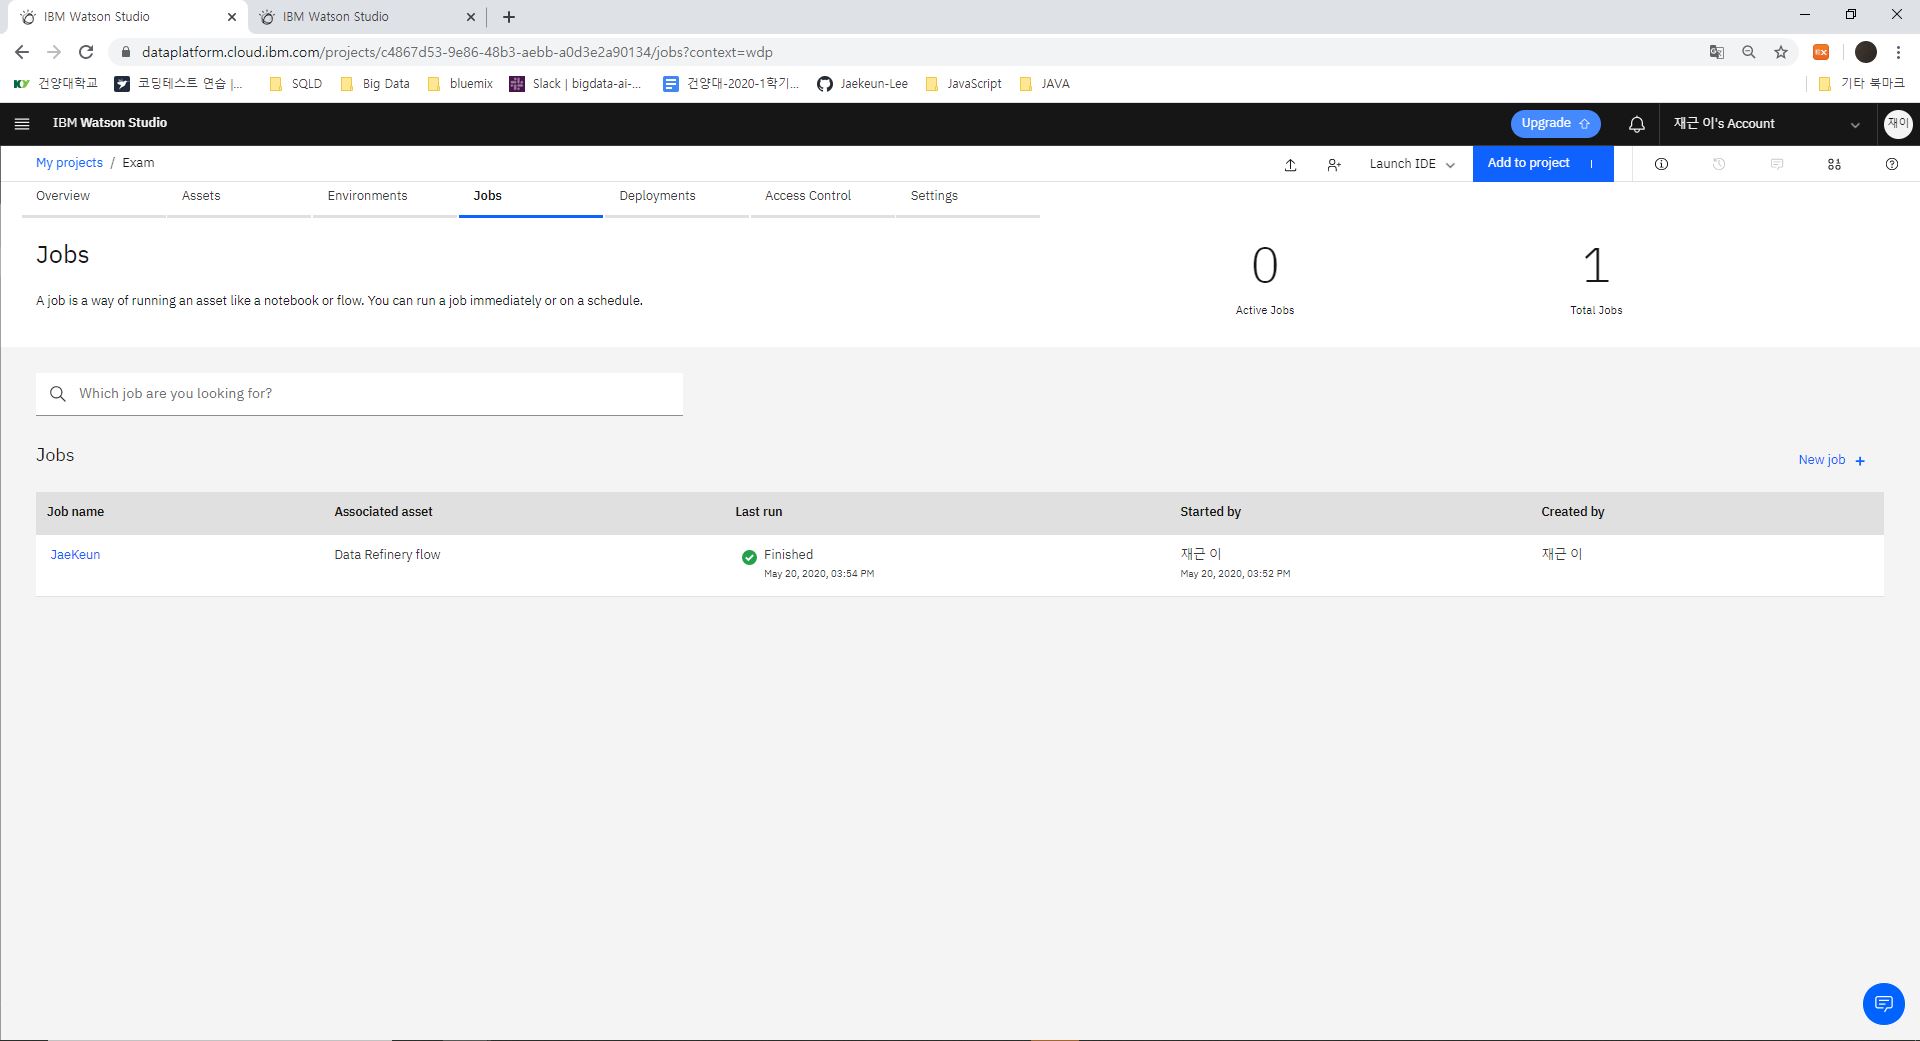 IBM Watson Studio
IBM Watson Studio
dataplatform.cloud.ibm.com/projects/c4867d53-9e86-48b3-aebb-a0d3e2a90134/jobs?context=wdp
KY 건양대학교
코딩테스트 연습 |...
SQLD
Big Data
bluemix
Slack | bigdata-ai-...
건양대-2020-1학기...
Jaekeun-Lee
JavaScript
JAVA
기타 북마크
IBM Watson Studio
Upgrade
재근 이's Account
재이
My projects / Exam
Launch IDE
Add to project
Overview
Assets
Environments
Jobs
Deployments
Access Control
Settings
Jobs
A job is a way of running an asset like a notebook or flow. You can run a job immediately or on a schedule.
0
Active Jobs
1
Total Jobs
Which job are you looking for?
Jobs
New job +
Job name Associated asset Last run Started by Created by
JaeKeun Data Refinery flow Finished 재근 이 재근 이
May 20, 2020, 03:54 PM May 20, 2020, 03:52 PM